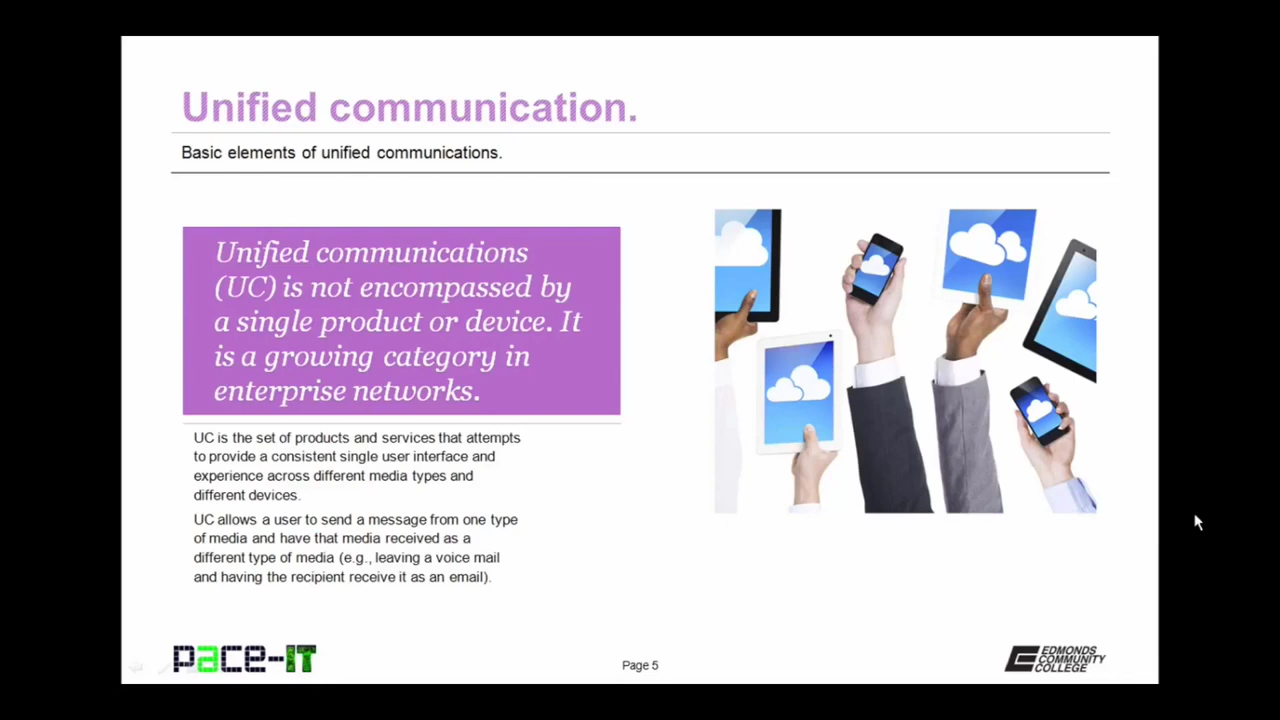 Unified communication.
Basic elements of unified communications.
Unified communications
(UC) is not encompassed by
a single product or device. It
is a growing category in
enterprise networks.
UC is the set of products and services that attempts
to provide a consistent single user interface and
experience across different media types and
different devices.
UC allows a user to send a message from one type
of media and have that media received as a
different type of media (e.g., leaving a voice mail
and having the recipient receive it as an email).
pace-IT
Page 5
EDMONDS
COMMUNITY
COLLEGE